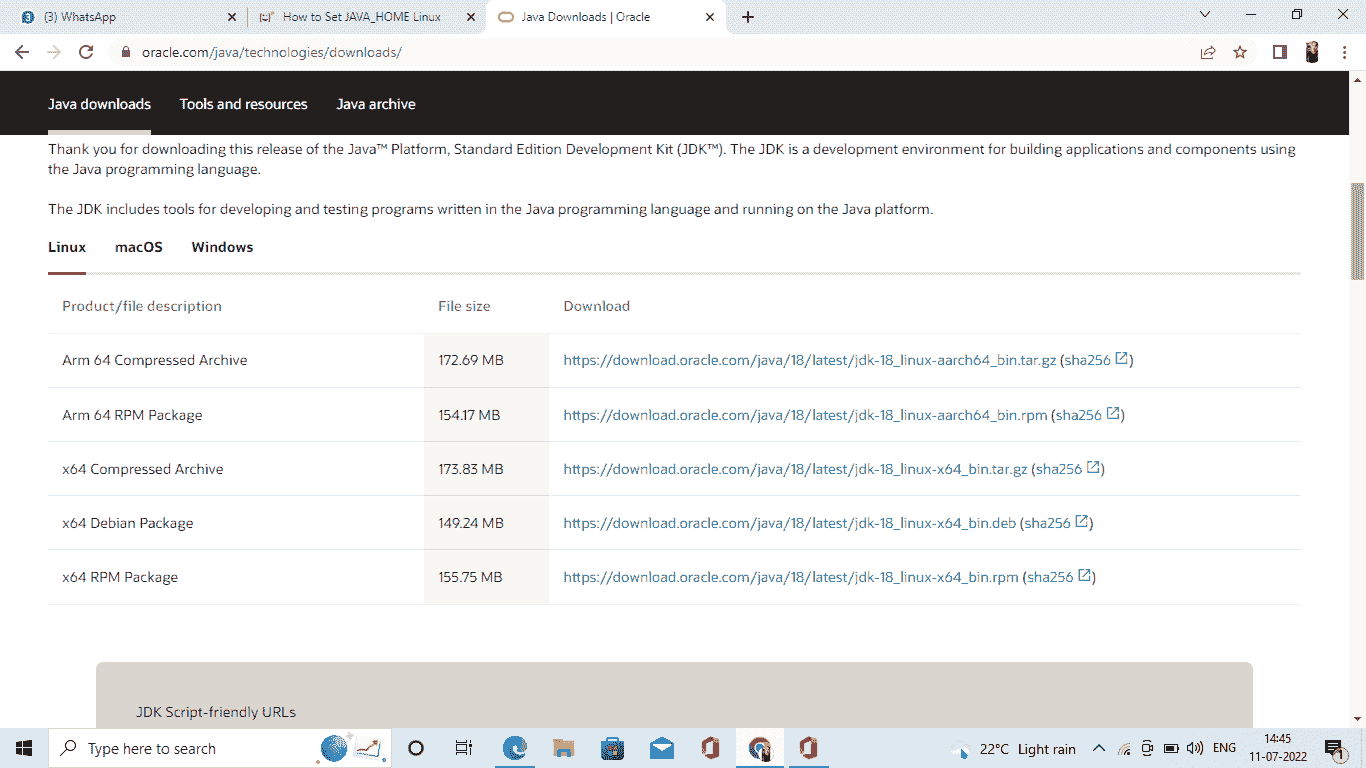 (3) WhatsApp
How to Set JAVA_HOME Linux
Java Downloads | Oracle
oracle.com/java/technologies/downloads/
Java downloads Tools and resources Java archive
Thank you for downloading this release of the Java™ Platform, Standard Edition Development Kit (JDK™). The JDK is a development environment for building applications and components using
the Java programming language.
The JDK includes tools for developing and testing programs written in the Java programming language and running on the Java platform.
Linux macOS Windows
Product/file description File size Download
Arm 64 Compressed Archive 172.69 MB https://download.oracle.com/java/18/latest/jdk-18_linux-aarch64_bin.tar.gz (sha256)
Arm 64 RPM Package 154.17 MB https://download.oracle.com/java/18/latest/jdk-18_linux-aarch64_bin.rpm (sha256)
x64 Compressed Archive 173.83 MB https://download.oracle.com/java/18/latest/jdk-18_linux-x64_bin.tar.gz (sha256)
x64 Debian Package 149.24 MB https://download.oracle.com/java/18/latest/jdk-18_linux-x64_bin.deb (sha256)
x64 RPM Package 155.75 MB https://download.oracle.com/java/18/latest/jdk-18_linux-x64_bin.rpm (sha256)
JDK Script-friendly URLs
Type here to search
22°C Light rain
ENG
14:45
11-07-2022
1